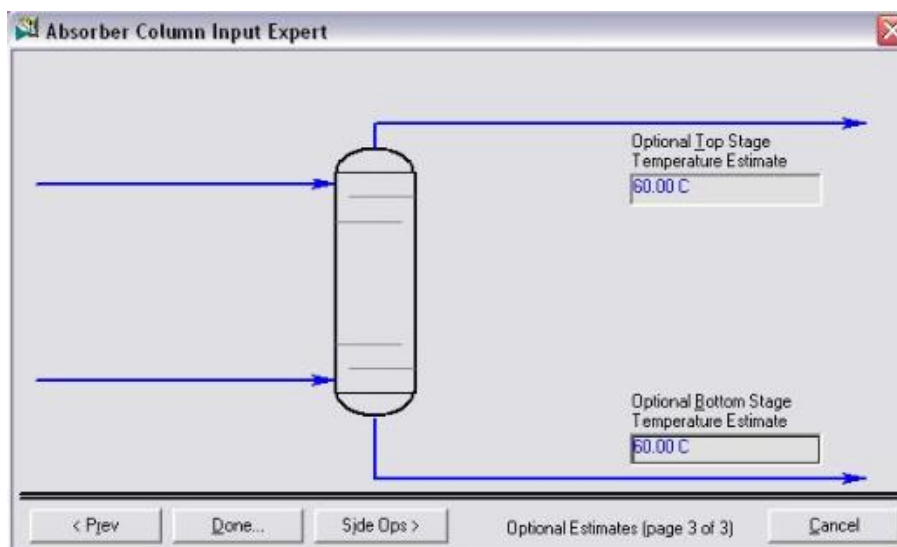 Absorber Column Input Expert
Optional Top Stage
Temperature Estimate
60.00 C
Optional Bottom Stage
Temperature Estimate
60.00 C
< Prev
Done...
Side Ops >
Optional Estimates (page 3 of 3)
Cancel